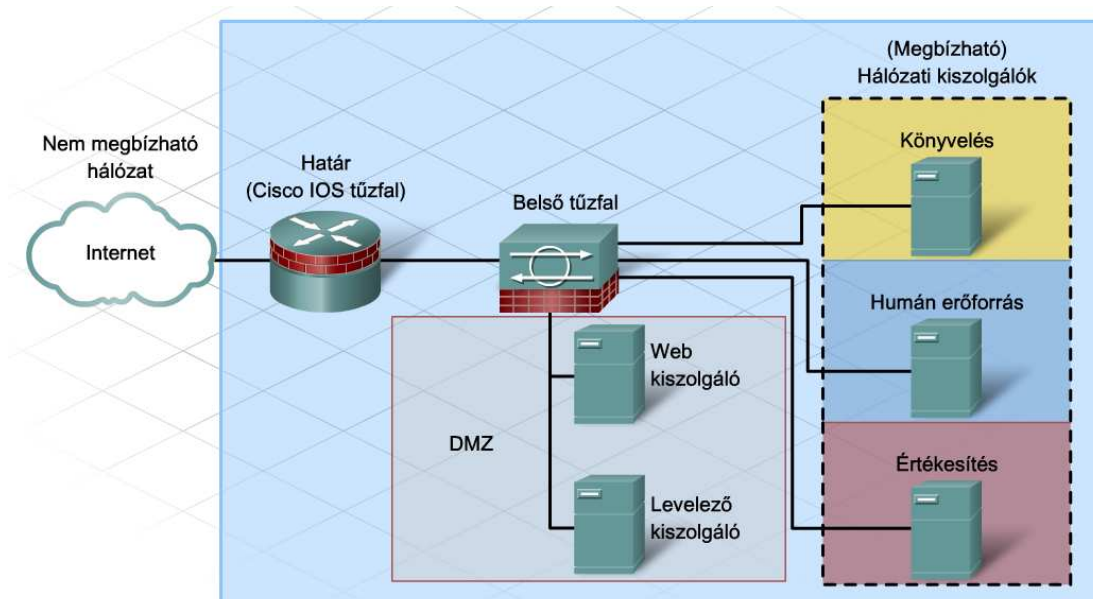 (Megbízható)
Hálózati kiszolgálók
Könyvelés
Nem megbízható
hálózat
Határ
(Cisco IOS tűzfal)
Belső tűzfal
Internet
Humán erőforrás
Web
kiszolgáló
DMZ
Értékesítés
Levelező
kiszolgáló